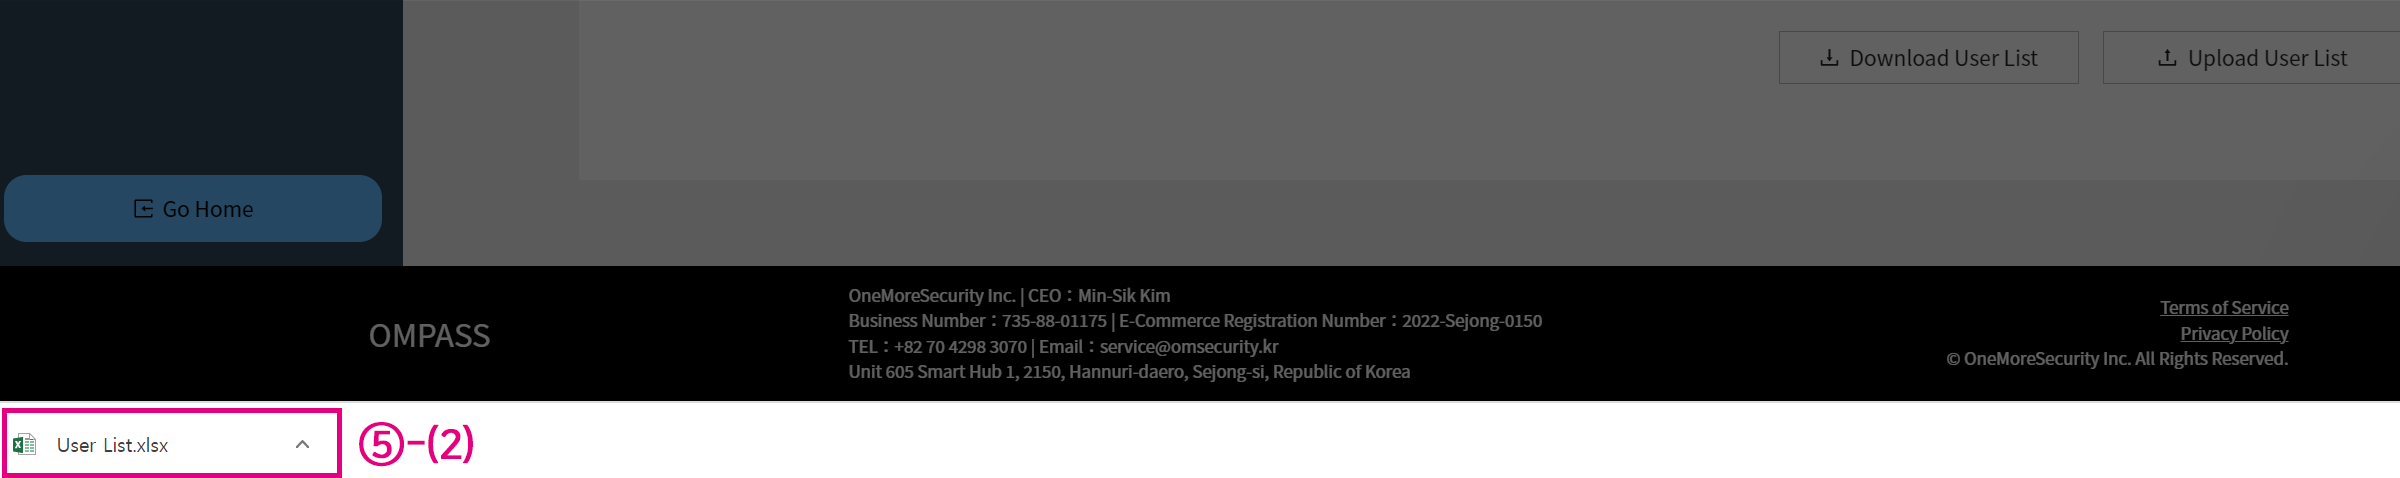 Download User List
Upload User List
Go Home
OMPASS
OneMoreSecurity Inc. | CEO : Min-Sik Kim
Business Number : 735-88-01175 | E-Commerce Registration Number : 2022-Sejong-0150
TEL : +82 70 4298 3070 | Email : service@omsecurity.kr
Unit 605 Smart Hub 1, 2150, Hannuri-daero, Sejong-si, Republic of Korea
Terms of Service
Privacy Policy
© OneMoreSecurity Inc. All Rights Reserved.
User List.xlsx
⑤-(2)